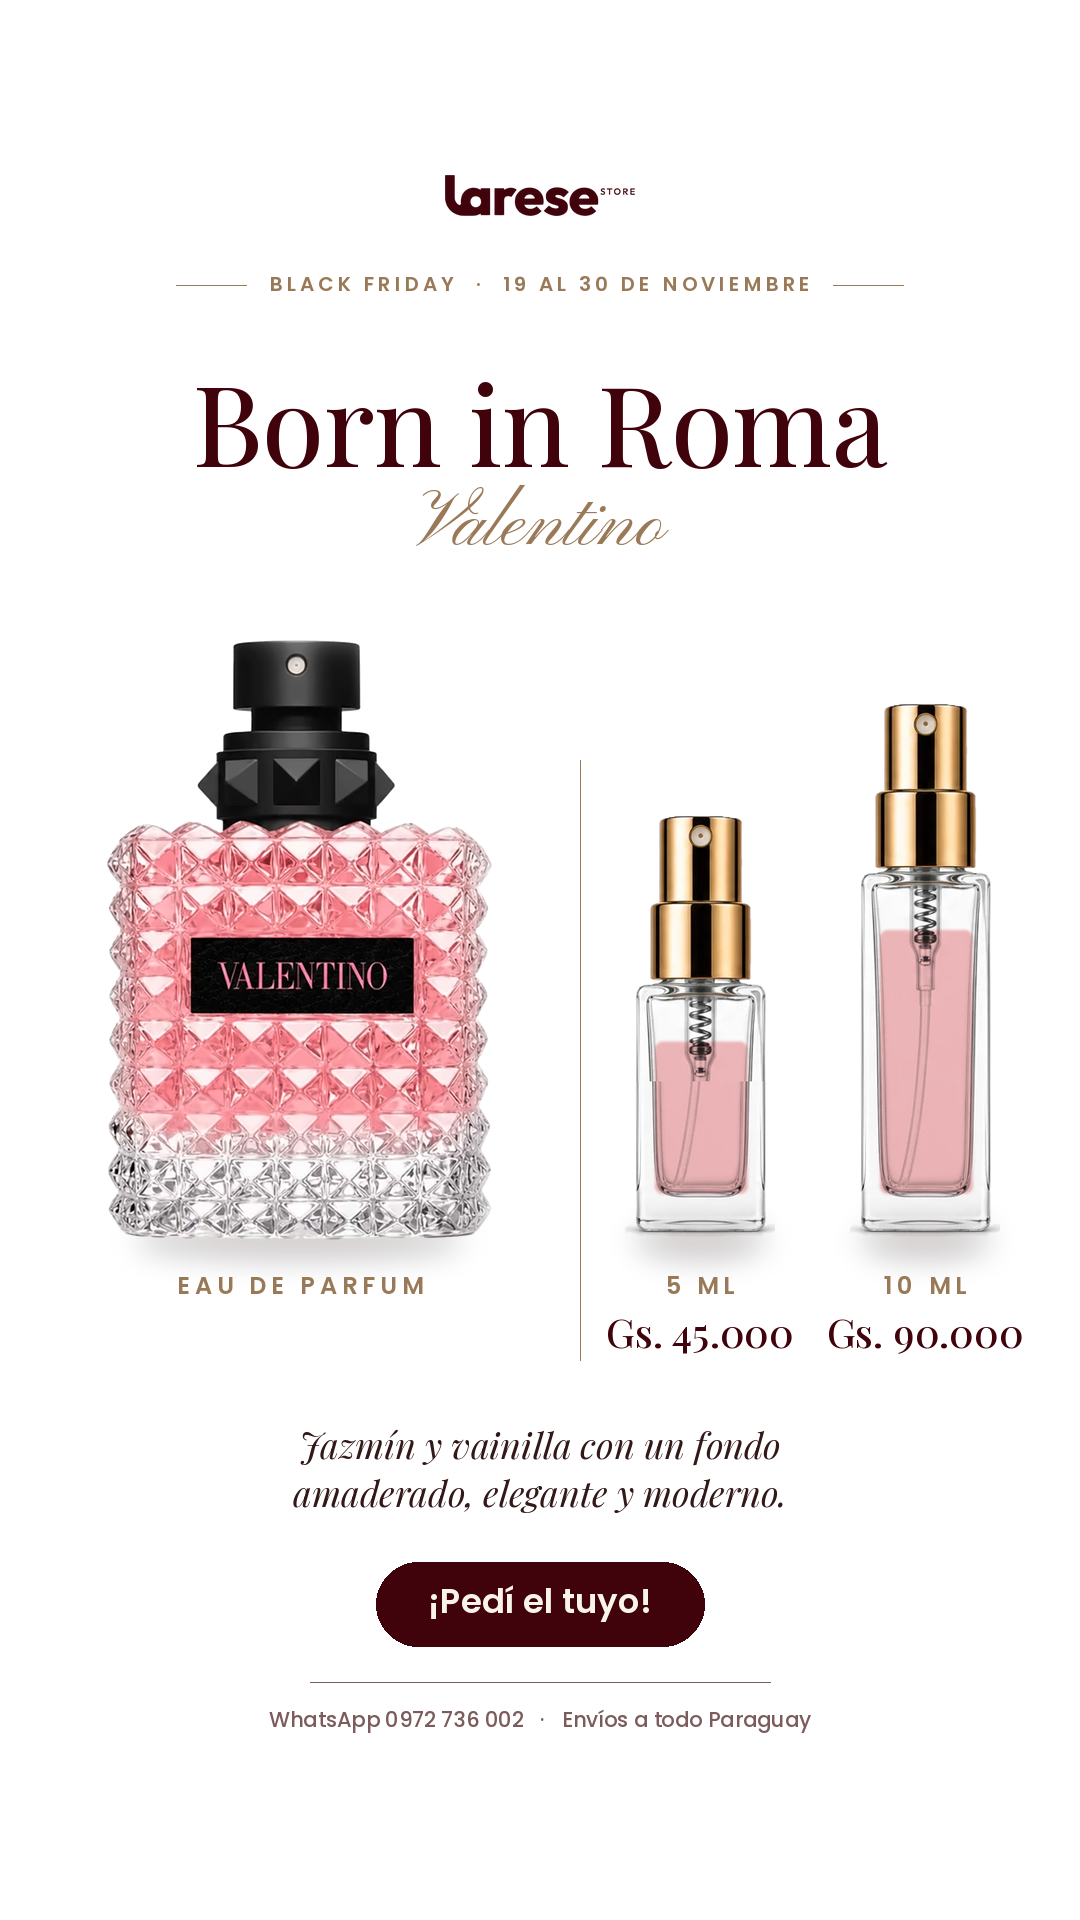 Larese STORE
BLACK FRIDAY · 19 AL 30 DE NOVIEMBRE
Born in Roma
Valentino
VALENTINO
EAU DE PARFUM
5 ML
Gs. 45.000
10 ML
Gs. 90.000
Jazmín y vainilla con un fondo
amaderado, elegante y moderno.
¡Pedí el tuyo!
WhatsApp 0972 736 002 · Envíos a todo Paraguay